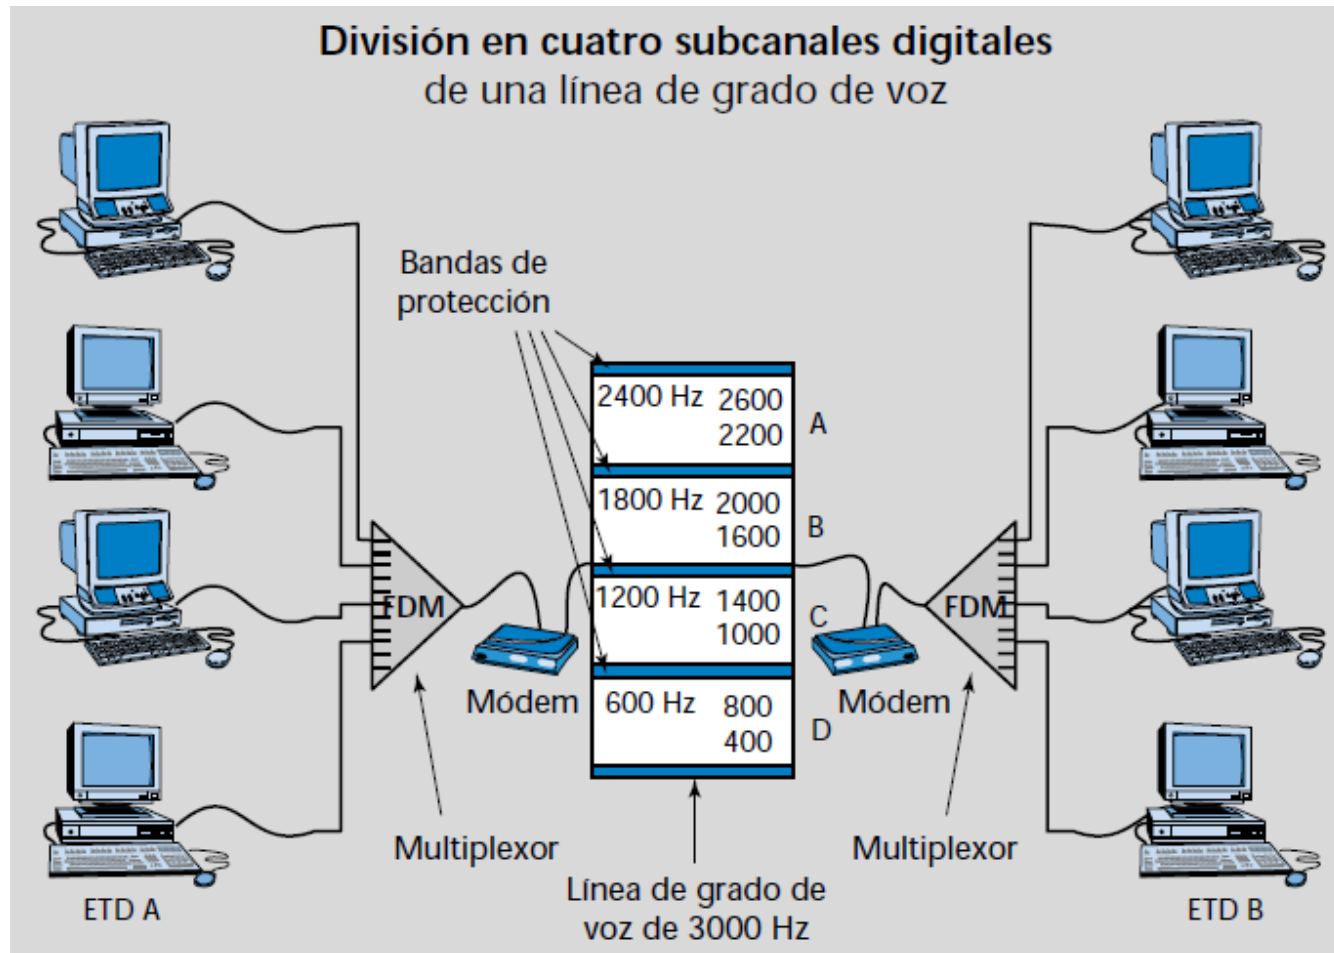 División en cuatro subcanales digitales
de una línea de grado de voz
Bandas de
protección
2400 Hz 2600
2200
A
1800 Hz 2000
1600
B
1200 Hz 1400
1000
C
600 Hz 800
400
D
FDM
FDM
Módem
Módem
Multiplexor
Multiplexor
Línea de grado de
voz de 3000 Hz
ETD A
ETD B